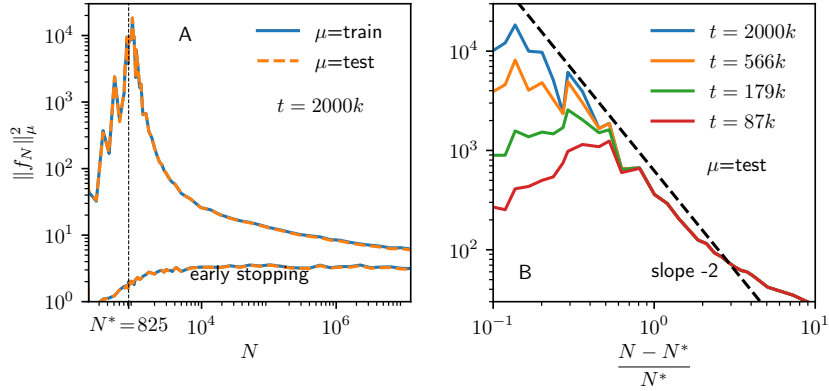 A
μ=train
μ=test
t = 2000k
||f_N||²_μ
10⁴
10³
10²
10¹
10⁰
early stopping
N* = 825
10⁴
10⁶
N
t = 2000k
t = 566k
t = 179k
t = 87k
μ=test
10⁴
10³
10²
B
slope -2
10⁻¹
10⁰
10¹
N − N*
N*